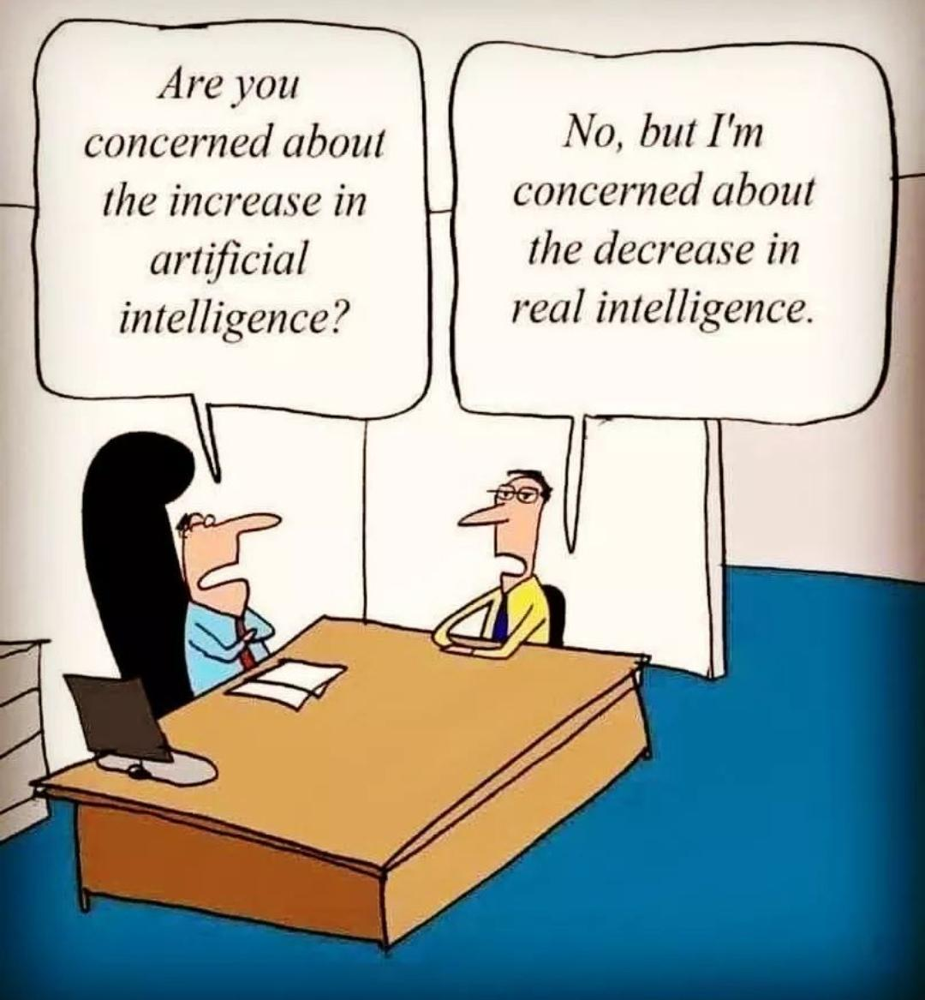 Are you
concerned about
the increase in
artificial
intelligence?
No, but I'm
concerned about
the decrease in
real intelligence.